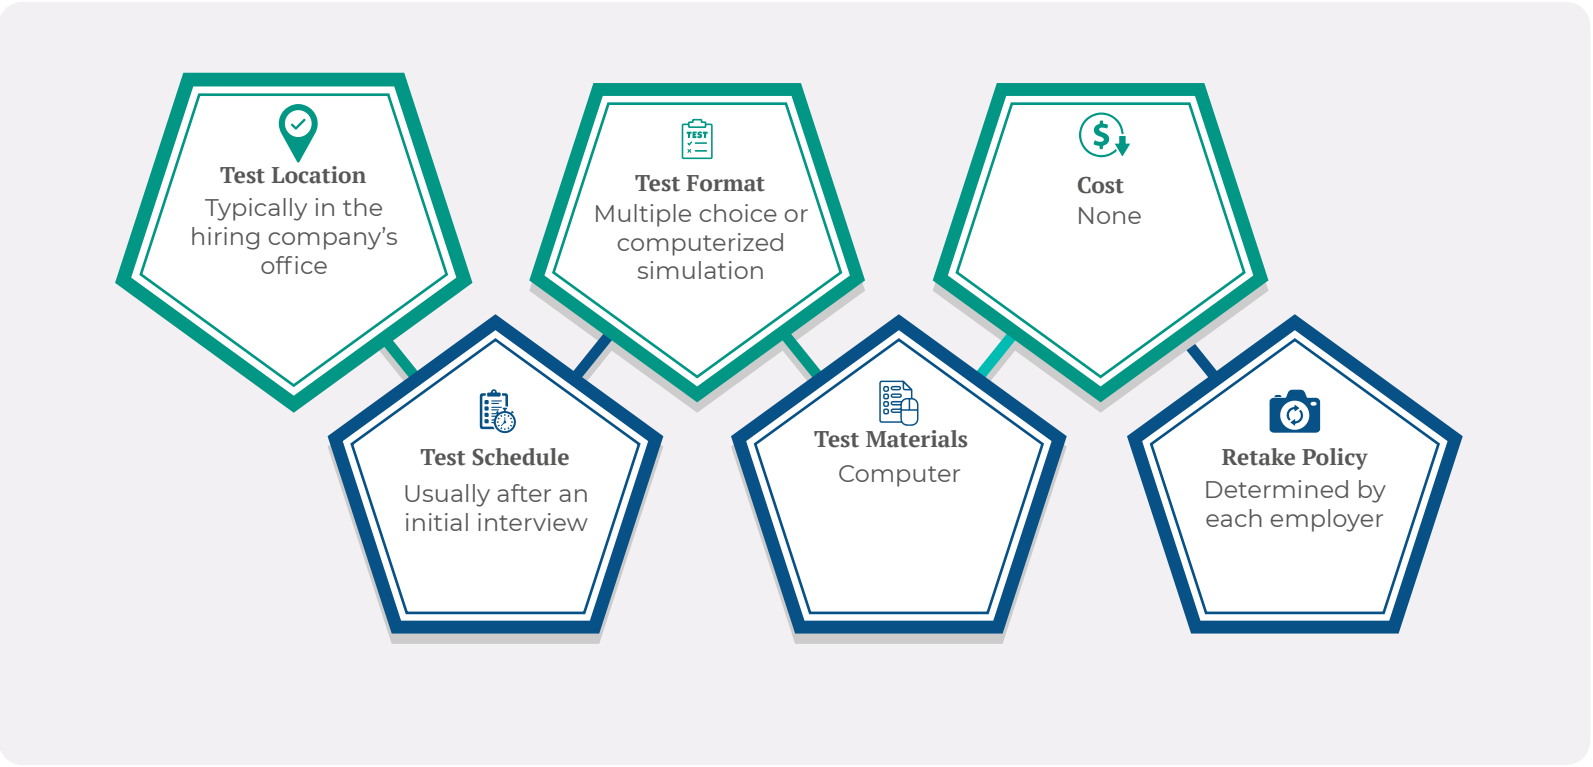 Test Location
Typically in the
hiring company’s
office
Test Schedule
Usually after an
initial interview
TEST
Test Format
Multiple choice or
computerized
simulation
Test Materials
Computer
$
Cost
None
Retake Policy
Determined by
each employer